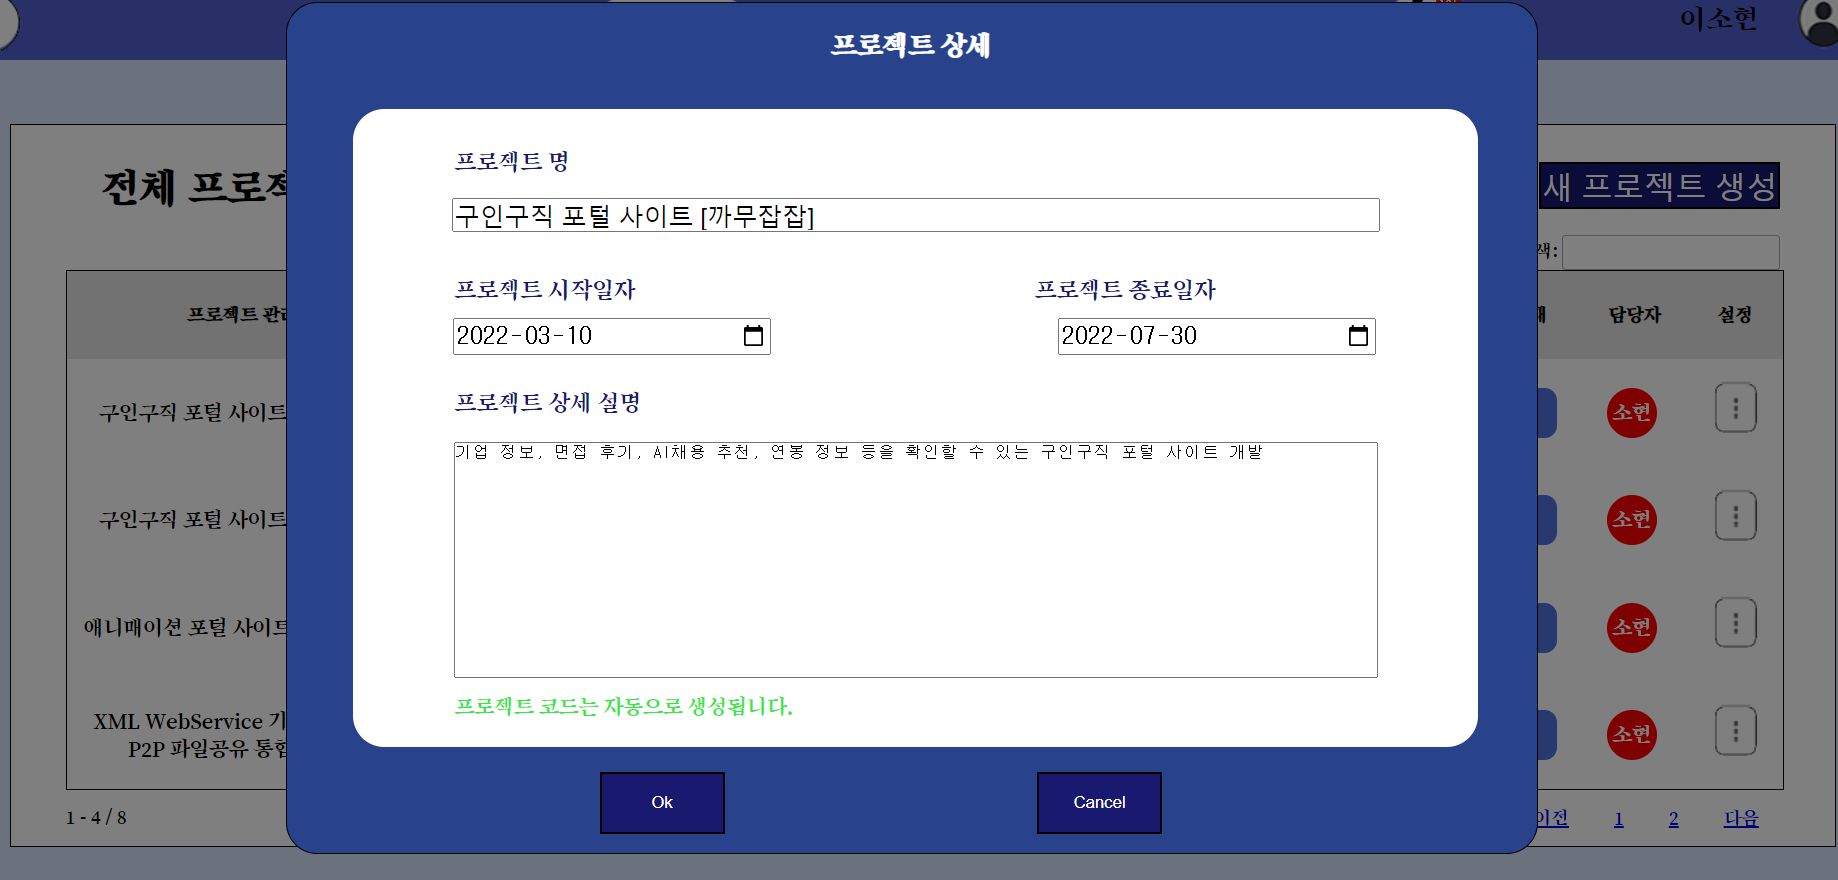 이소현
프로젝트 상세
전체 프로젝
새 프로젝트 생성
프로젝트 명
구인구직 포털 사이트 [까무잡잡]
색:
프로젝트 시작일자 프로젝트 종료일자
프로젝트 관리
담당자 설정
2022-03-10 2022-07-30
프로젝트 상세 설명
구인구직 포털 사이트
소현
기업 정보, 면접 후기, AI채용 추천, 연봉 정보 등을 확인할 수 있는 구인구직 포털 사이트 개발
구인구직 포털 사이트
소현
애니매이션 포털 사이트
소현
프로젝트 코드는 자동으로 생성됩니다.
XML WebService 기
P2P 파일공유 통합
소현
Ok Cancel
1 - 4 / 8
이전 1 2 다음